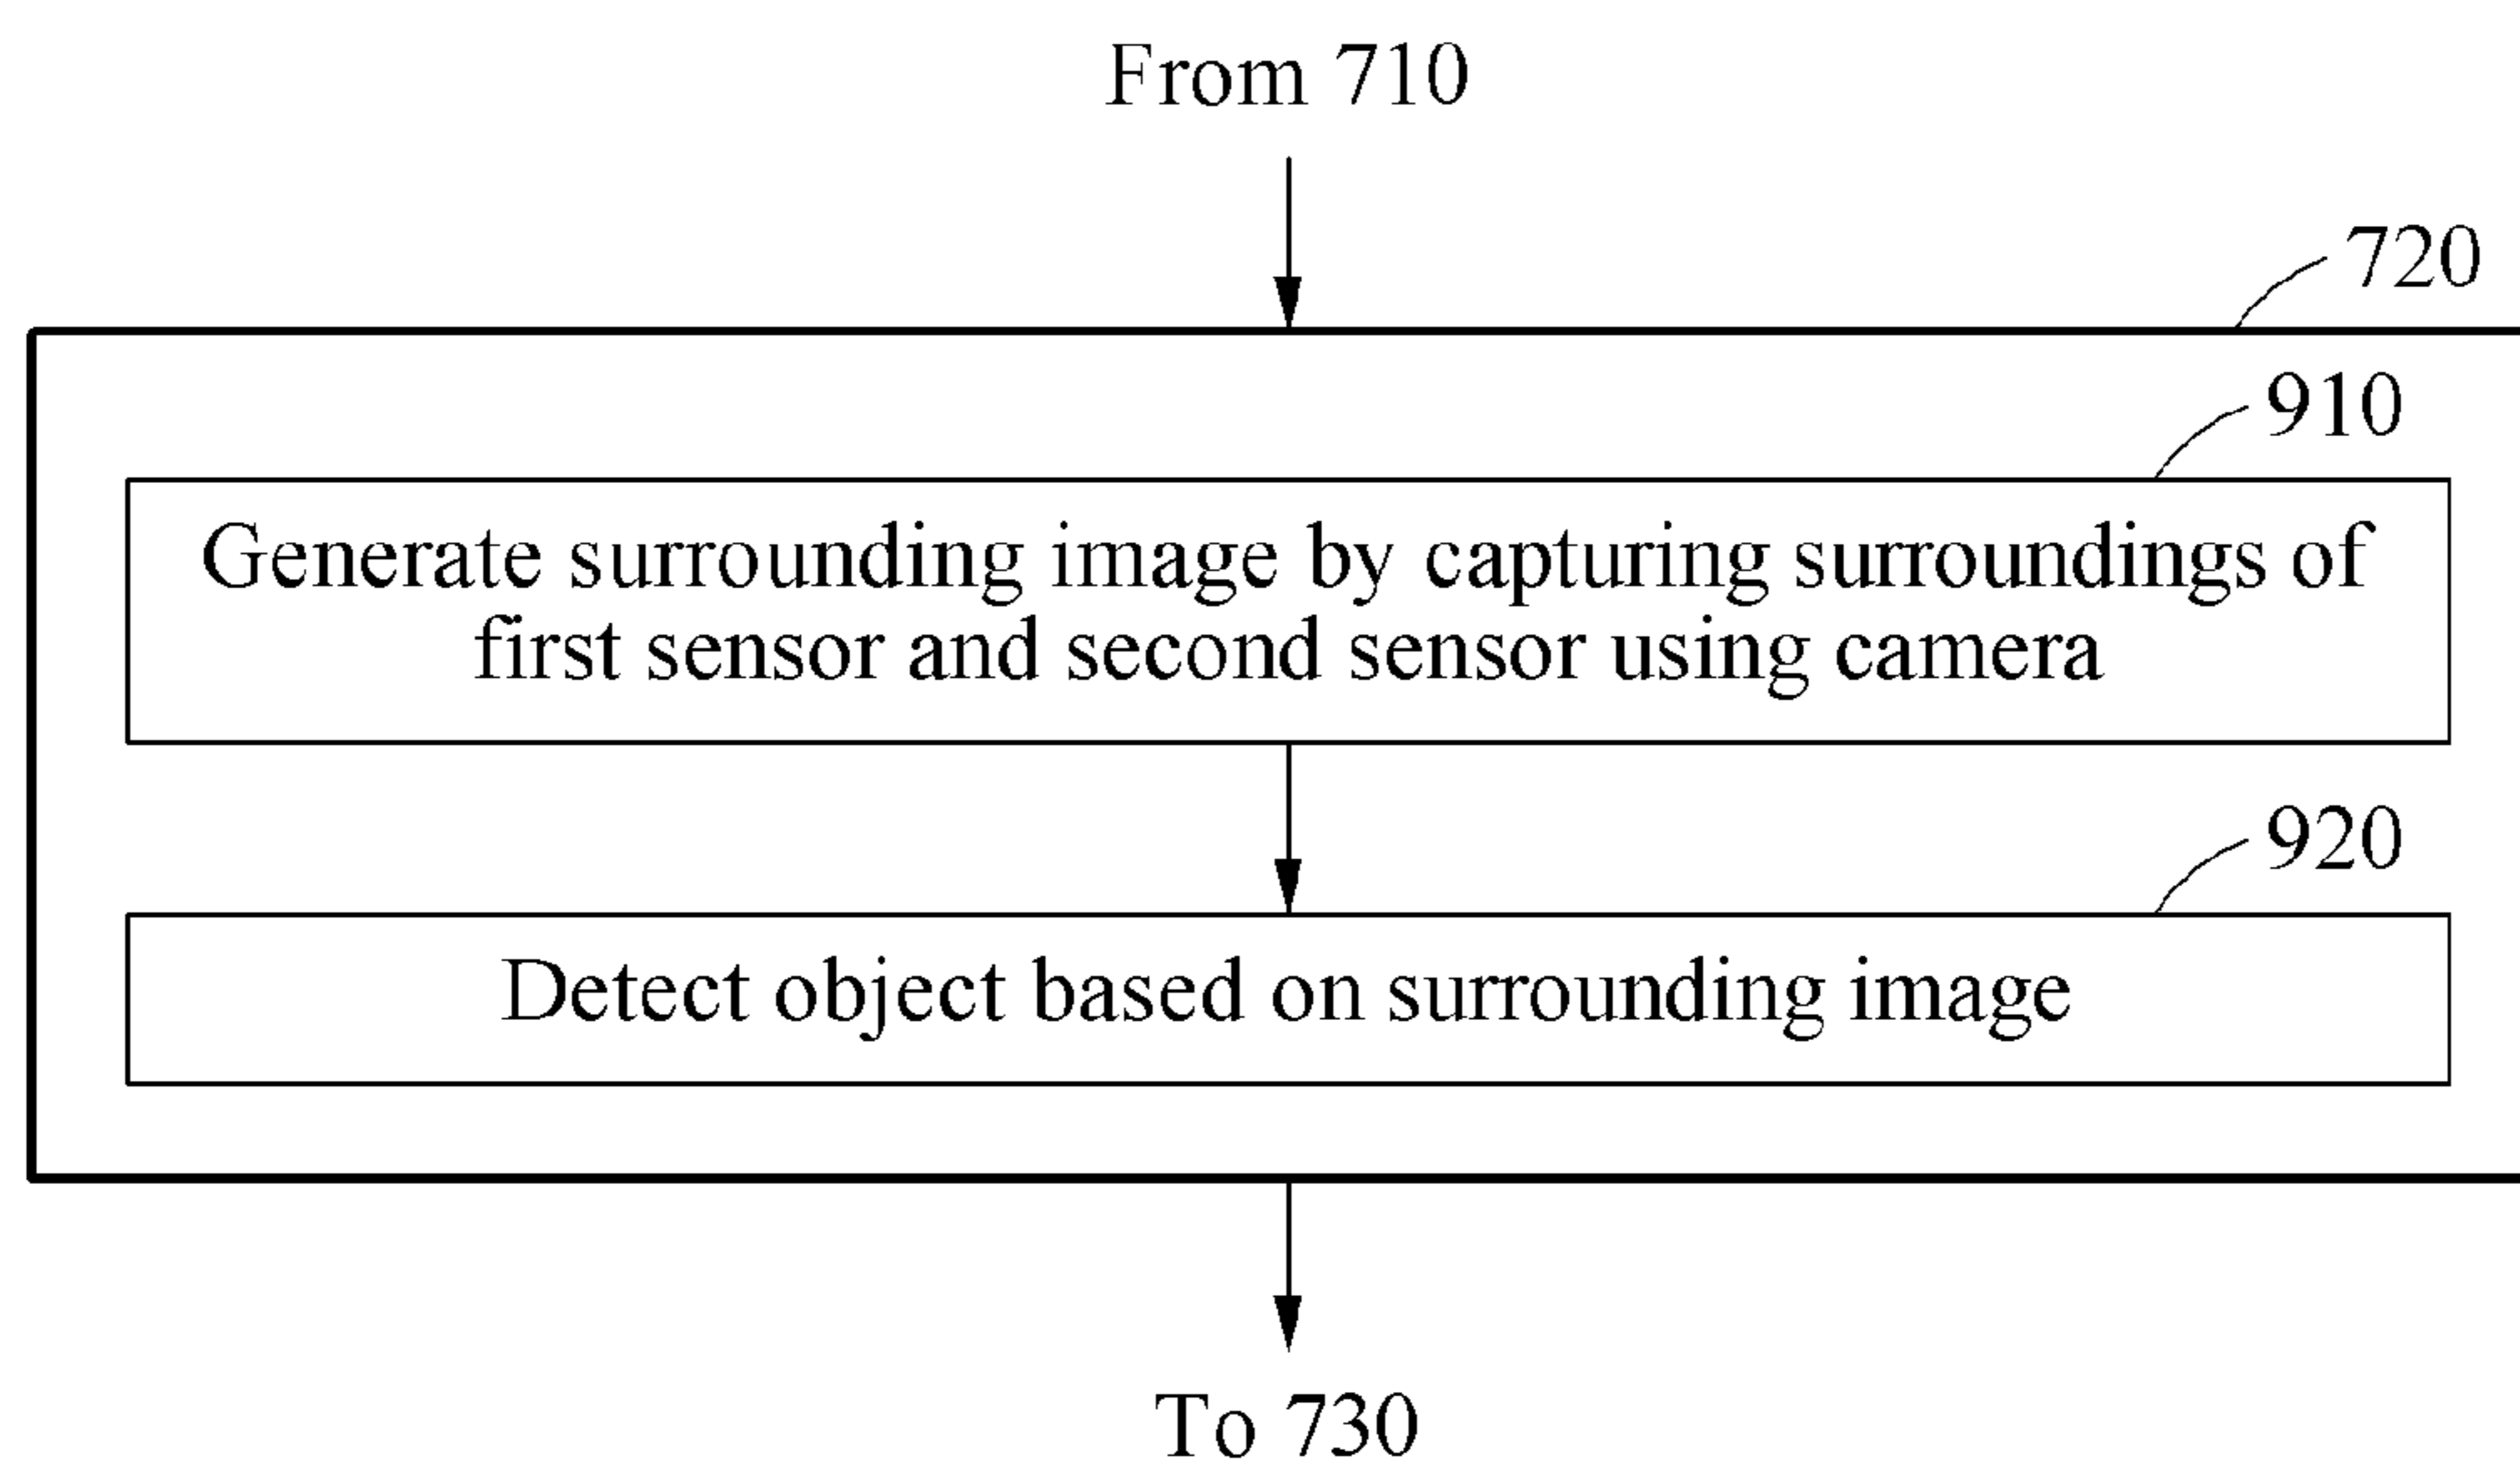 From 710
720
910
Generate surrounding image by capturing surroundings of
first sensor and second sensor using camera
920
Detect object based on surrounding image
To 730